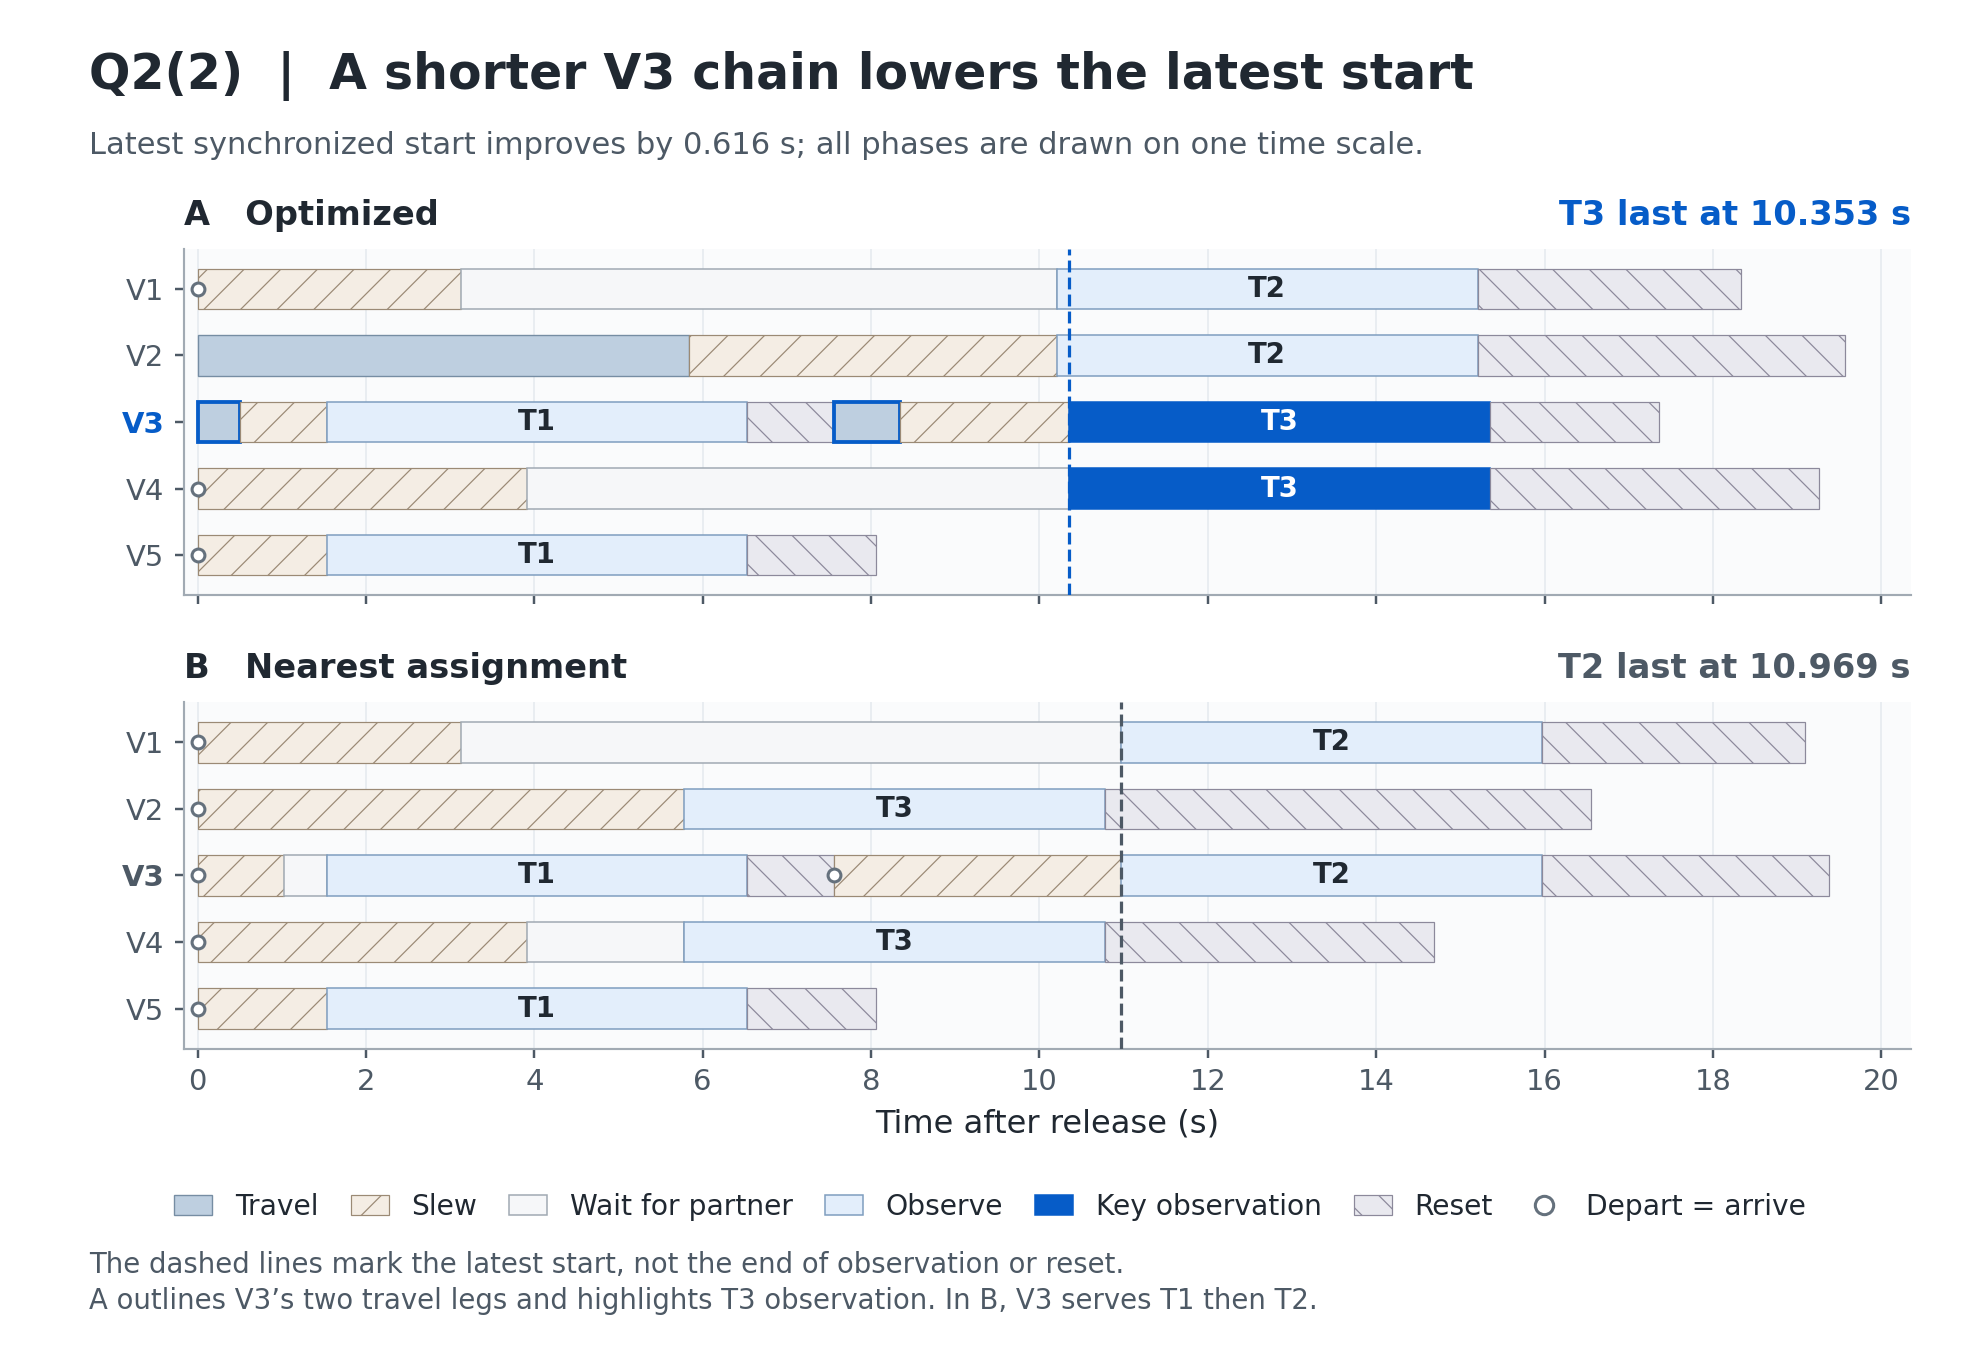 Q2(2) | A shorter V3 chain lowers the latest start
Latest synchronized start improves by 0.616 s; all phases are drawn on one time scale.
A Optimized T3 last at 10.353 s
V1 T2
V2 T2
V3 T1 T3
V4 T3
V5 T1
B Nearest assignment T2 last at 10.969 s
V1 T2
V2 T3
V3 T1 T2
V4 T3
V5 T1
0 2 4 6 8 10 12 14 16 18 20
Time after release (s)
Travel Slew Wait for partner Observe Key observation Reset Depart = arrive
The dashed lines mark the latest start, not the end of observation or reset.
A outlines V3’s two travel legs and highlights T3 observation. In B, V3 serves T1 then T2.